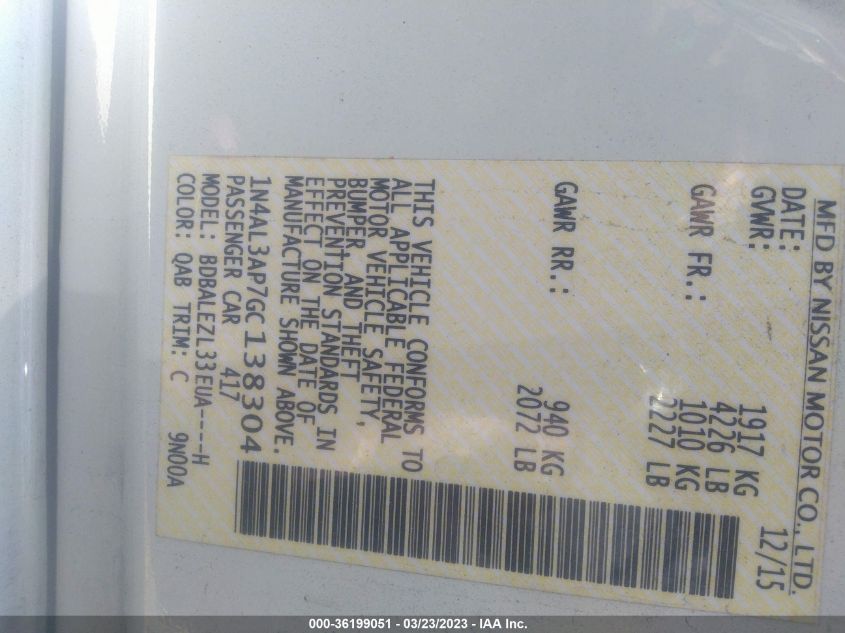 MFD BY NISSAN MOTOR CO., LTD.
DATE: 12/15
GVWR: 1917 KG
4226 LB
GAWR FR.: 1010 KG
2227 LB
GAWR RR.: 940 KG
2072 LB
THIS VEHICLE CONFORMS TO
ALL APPLICABLE FEDERAL
MOTOR VEHICLE SAFETY,
BUMPER, AND THEFT
PREVENTION STANDARDS IN
EFFECT ON THE DATE OF
MANUFACTURE SHOWN ABOVE.
1N4AL3AP7GC138304
PASSENGER CAR 417
MODEL: BDBALEZL33EUA----H
COLOR: QAB TRIM: C 9N00A
000-36199051 - 03/23/2023 - IAA Inc.